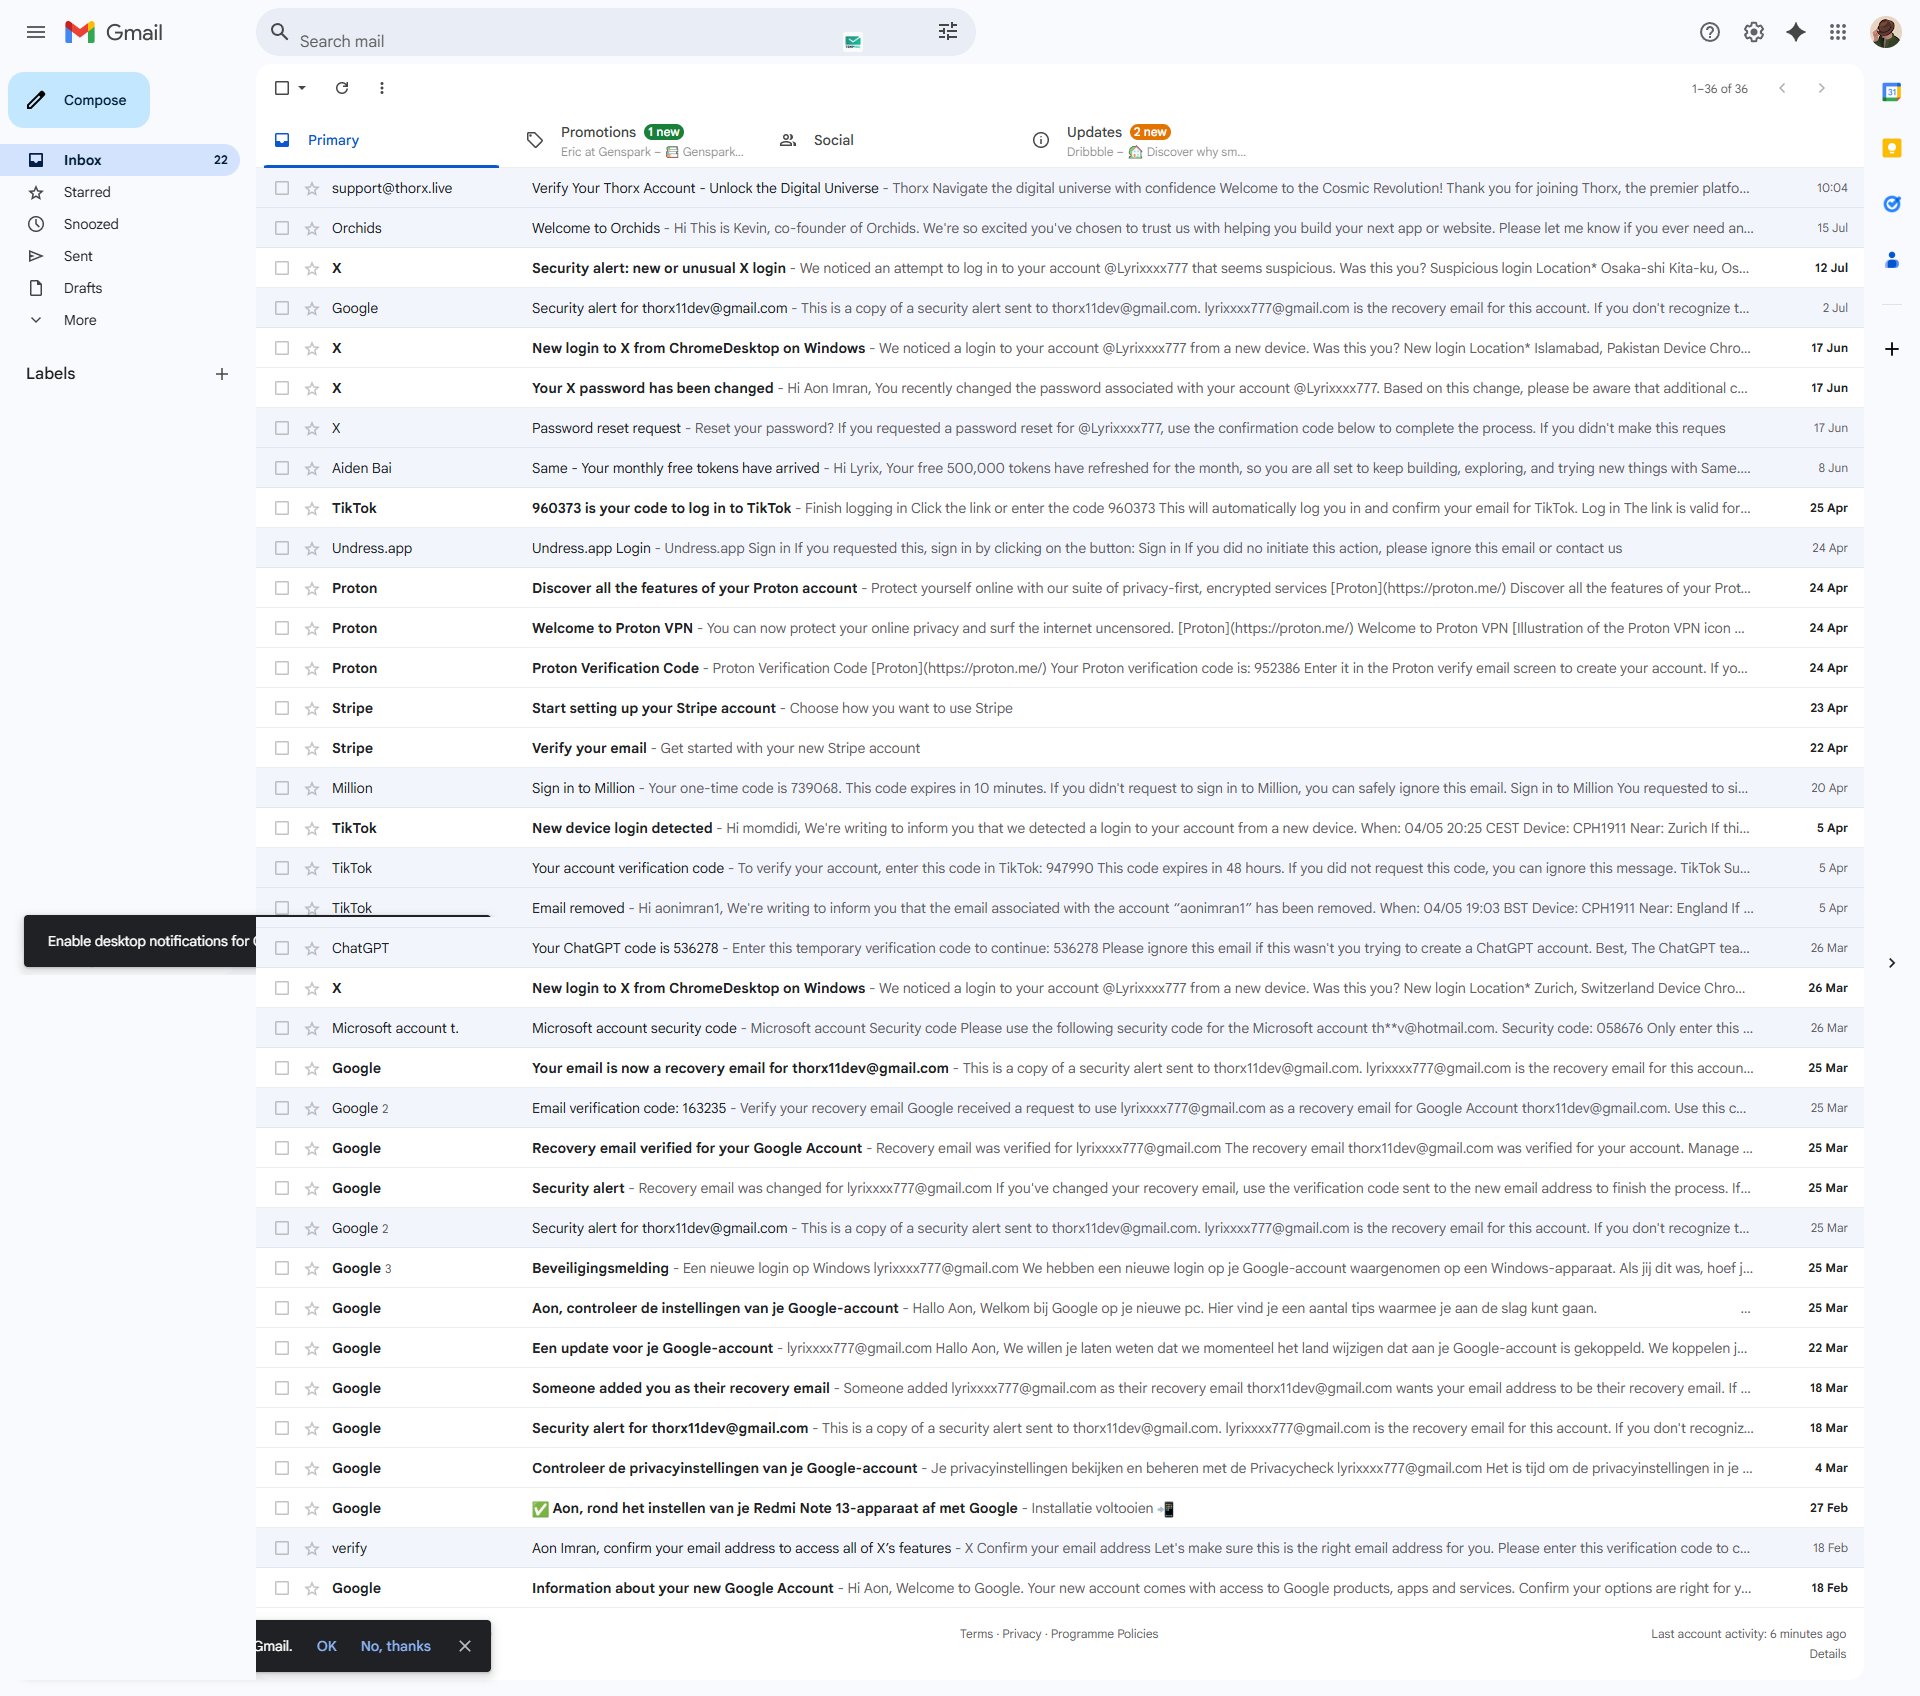 Gmail
Search mail
Compose
Inbox 22
Starred
Snoozed
Sent
Drafts
More
Labels
1–36 of 36
Primary
Promotions 1 new
Eric at Genspark – Genspark...
Social
Updates 2 new
Dribbble – Discover why sm...
support@thorx.live Verify Your Thorx Account - Unlock the Digital Universe - Thorx Navigate the digital universe with confidence Welcome to the Cosmic Revolution! Thank you for joining Thorx, the premier platfo... 10:04
Orchids Welcome to Orchids - Hi This is Kevin, co-founder of Orchids. We're so excited you've chosen to trust us with helping you build your next app or website. Please let me know if you ever need an... 15 Jul
X Security alert: new or unusual X login - We noticed an attempt to log in to your account @Lyrixxxx777 that seems suspicious. Was this you? Suspicious login Location* Osaka-shi Kita-ku, Os... 12 Jul
Google Security alert for thorx11dev@gmail.com - This is a copy of a security alert sent to thorx11dev@gmail.com. lyrixxxx777@gmail.com is the recovery email for this account. If you don't recognize t... 2 Jul
X New login to X from ChromeDesktop on Windows - We noticed a login to your account @Lyrixxxx777 from a new device. Was this you? New login Location* Islamabad, Pakistan Device Chro... 17 Jun
X Your X password has been changed - Hi Aon Imran, You recently changed the password associated with your account @Lyrixxxx777. Based on this change, please be aware that additional c... 17 Jun
X Password reset request - Reset your password? If you requested a password reset for @Lyrixxxx777, use the confirmation code below to complete the process. If you didn't make this reques 17 Jun
Aiden Bai Same - Your monthly free tokens have arrived - Hi Lyrix, Your free 500,000 tokens have refreshed for the month, so you are all set to keep building, exploring, and trying new things with Same.... 8 Jun
TikTok 960373 is your code to log in to TikTok - Finish logging in Click the link or enter the code 960373 This will automatically log you in and confirm your email for TikTok. Log in The link is valid for... 25 Apr
Undress.app Undress.app Login - Undress.app Sign in If you requested this, sign in by clicking on the button: Sign in If you did no initiate this action, please ignore this email or contact us 24 Apr
Proton Discover all the features of your Proton account - Protect yourself online with our suite of privacy-first, encrypted services [Proton](https://proton.me/) Discover all the features of your Prot... 24 Apr
Proton Welcome to Proton VPN - You can now protect your online privacy and surf the internet uncensored. [Proton](https://proton.me/) Welcome to Proton VPN [Illustration of the Proton VPN icon ... 24 Apr
Proton Proton Verification Code - Proton Verification Code [Proton](https://proton.me/) Your Proton verification code is: 952386 Enter it in the Proton verify email screen to create your account. If yo... 24 Apr
Stripe Start setting up your Stripe account - Choose how you want to use Stripe 23 Apr
Stripe Verify your email - Get started with your new Stripe account 22 Apr
Million Sign in to Million - Your one-time code is 739068. This code expires in 10 minutes. If you didn't request to sign in to Million, you can safely ignore this email. Sign in to Million You requested to si... 20 Apr
TikTok New device login detected - Hi momdidi, We're writing to inform you that we detected a login to your account from a new device. When: 04/05 20:25 CEST Device: CPH1911 Near: Zurich If thi... 5 Apr
TikTok Your account verification code - To verify your account, enter this code in TikTok: 947990 This code expires in 48 hours. If you did not request this code, you can ignore this message. TikTok Su... 5 Apr
TikTok Email removed - Hi aonimran1, We're writing to inform you that the email associated with the account “aonimran1” has been removed. When: 04/05 19:03 BST Device: CPH1911 Near: England If ... 5 Apr
Enable desktop notifications for
ChatGPT Your ChatGPT code is 536278 - Enter this temporary verification code to continue: 536278 Please ignore this email if this wasn't you trying to create a ChatGPT account. Best, The ChatGPT tea... 26 Mar
X New login to X from ChromeDesktop on Windows - We noticed a login to your account @Lyrixxxx777 from a new device. Was this you? New login Location* Zurich, Switzerland Device Chro... 26 Mar
Microsoft account t. Microsoft account security code - Microsoft account Security code Please use the following security code for the Microsoft account th**v@hotmail.com. Security code: 058676 Only enter this ... 26 Mar
Google Your email is now a recovery email for thorx11dev@gmail.com - This is a copy of a security alert sent to thorx11dev@gmail.com. lyrixxxx777@gmail.com is the recovery email for this accoun... 25 Mar
Google 2 Email verification code: 163235 - Verify your recovery email Google received a request to use lyrixxxx777@gmail.com as a recovery email for Google Account thorx11dev@gmail.com. Use this c... 25 Mar
Google Recovery email verified for your Google Account - Recovery email was verified for lyrixxxx777@gmail.com The recovery email thorx11dev@gmail.com was verified for your account. Manage ... 25 Mar
Google Security alert - Recovery email was changed for lyrixxxx777@gmail.com If you've changed your recovery email, use the verification code sent to the new email address to finish the process. If... 25 Mar
Google 2 Security alert for thorx11dev@gmail.com - This is a copy of a security alert sent to thorx11dev@gmail.com. lyrixxxx777@gmail.com is the recovery email for this account. If you don't recognize t... 25 Mar
Google 3 Beveiligingsmelding - Een nieuwe login op Windows lyrixxxx777@gmail.com We hebben een nieuwe login op je Google-account waargenomen op een Windows-apparaat. Als jij dit was, hoef j... 25 Mar
Google Aon, controleer de instellingen van je Google-account - Hallo Aon, Welkom bij Google op je nieuwe pc. Hier vind je een aantal tips waarmee je aan de slag kunt gaan. ... 25 Mar
Google Een update voor je Google-account - lyrixxxx777@gmail.com Hallo Aon, We willen je laten weten dat we momenteel het land wijzigen dat aan je Google-account is gekoppeld. We koppelen j... 22 Mar
Google Someone added you as their recovery email - Someone added lyrixxxx777@gmail.com as their recovery email thorx11dev@gmail.com wants your email address to be their recovery email. If ... 18 Mar
Google Security alert for thorx11dev@gmail.com - This is a copy of a security alert sent to thorx11dev@gmail.com. lyrixxxx777@gmail.com is the recovery email for this account. If you don't recogniz... 18 Mar
Google Controleer de privacyinstellingen van je Google-account - Je privacyinstellingen bekijken en beheren met de Privacycheck lyrixxxx777@gmail.com Het is tijd om de privacyinstellingen in je ... 4 Mar
Google ✅ Aon, rond het instellen van je Redmi Note 13-apparaat af met Google - Installatie voltooien 📲 27 Feb
verify Aon Imran, confirm your email address to access all of X’s features - X Confirm your email address Let's make sure this is the right email address for you. Please enter this verification code to c... 18 Feb
Google Information about your new Google Account - Hi Aon, Welcome to Google. Your new account comes with access to Google products, apps and services. Confirm your options are right for y... 18 Feb
Gmail. OK No, thanks
Terms · Privacy · Programme Policies
Last account activity: 6 minutes ago
Details